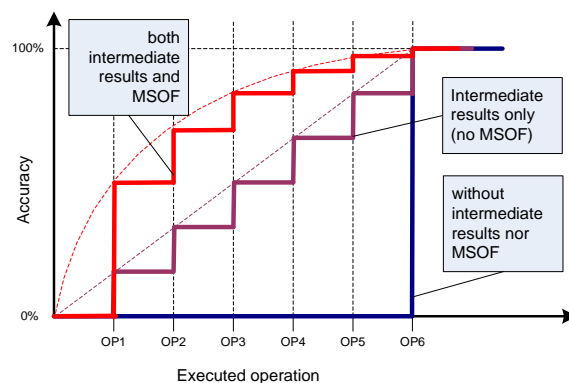 100%
both
intermediate
results and
MSOF
Intermediate
results only
(no MSOF)
without
intermediate
results nor
MSOF
Accuracy
0%
OP1 OP2 OP3 OP4 OP5 OP6
Executed operation